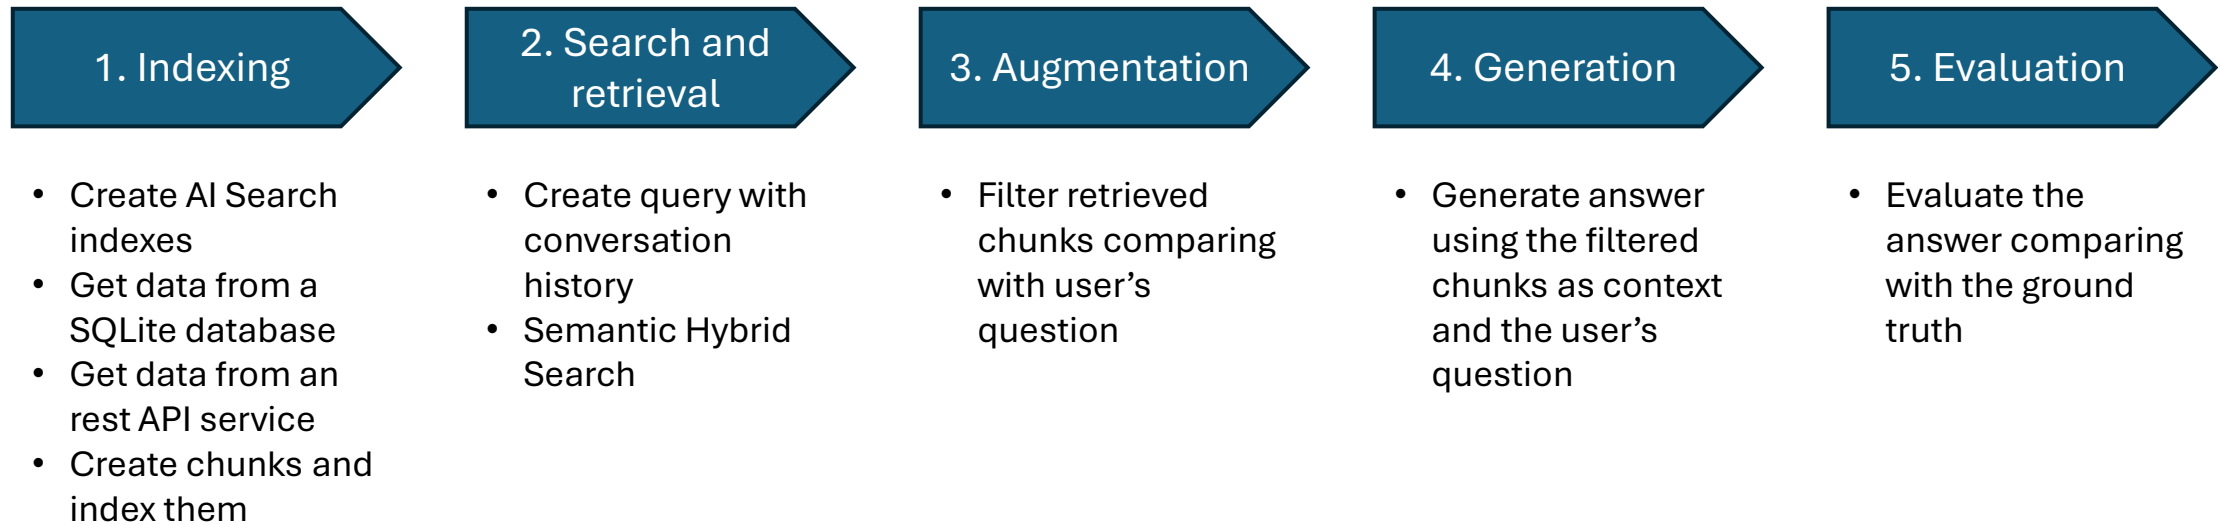 1. Indexing
• Create AI Search
indexes
• Get data from a
SQLite database
• Get data from an
rest API service
• Create chunks and
index them
2. Search and
retrieval
• Create query with
conversation
history
• Semantic Hybrid
Search
3. Augmentation
• Filter retrieved
chunks comparing
with user’s
question
4. Generation
• Generate answer
using the filtered
chunks as context
and the user’s
question
5. Evaluation
• Evaluate the
answer comparing
with the ground
truth